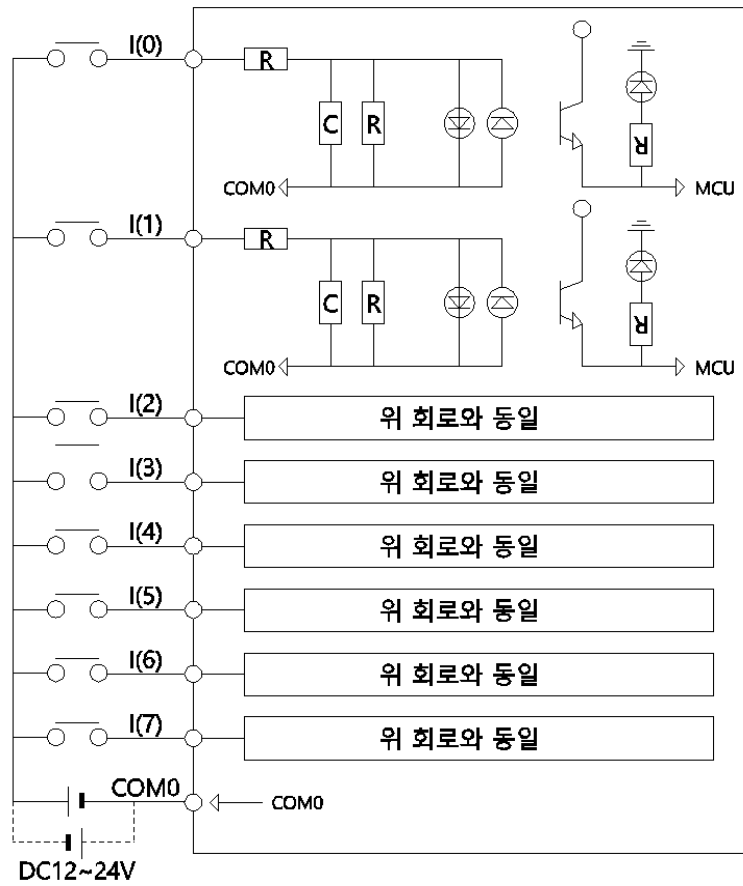 I(0)
R
C R R
COM0 MCU
I(1)
R
C R R
COM0 MCU
I(2) 위 회로와 동일
I(3) 위 회로와 동일
I(4) 위 회로와 동일
I(5) 위 회로와 동일
I(6) 위 회로와 동일
I(7) 위 회로와 동일
COM0 COM0
DC12~24V